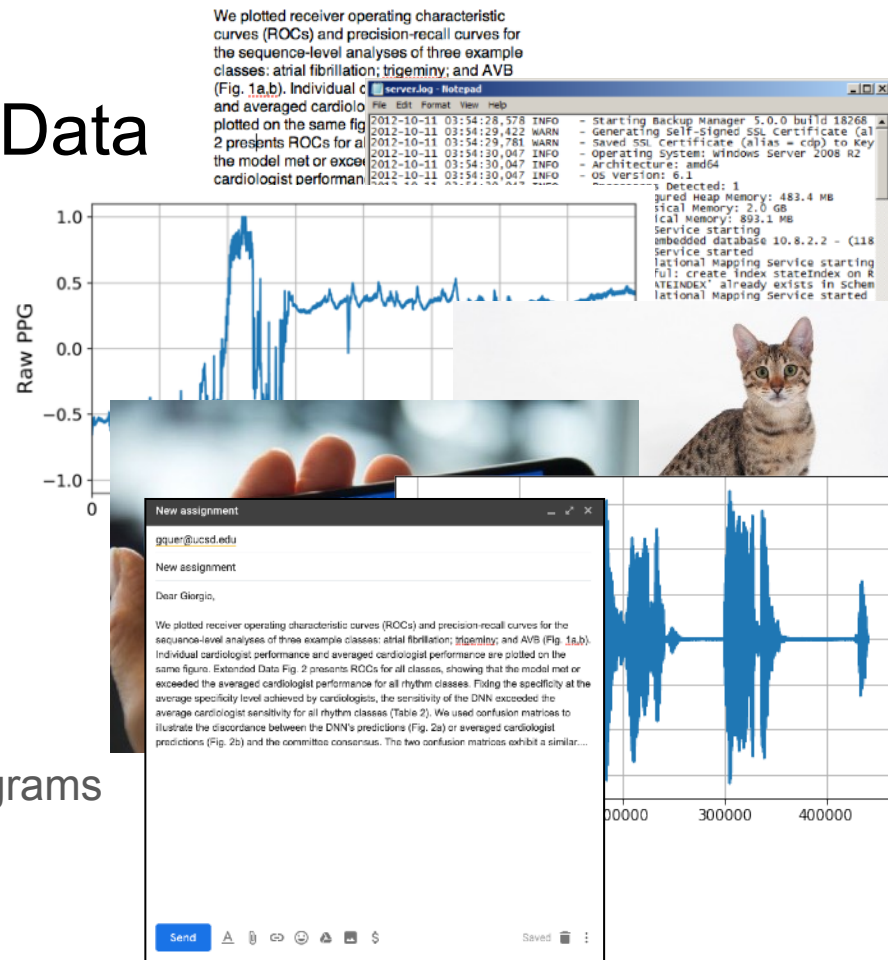 We plotted receiver operating characteristic
curves (ROCs) and precision-recall curves for
the sequence-level analyses of three example
classes: atrial fibrillation; trigeminy; and AVB
(Fig. 1a,b). Individual
and averaged
plotted on the same
2 presents ROCs for
the model met or
cardiologist
Data
server.log - Notepad
File Edit Format View Help
2012-10-11 03:54:28,578 INFO - Starting Backup Manager 5.0.0 build 18268
2012-10-11 03:54:29,422 WARN - Generating Self-Signed SSL Certificate (al
2012-10-11 03:54:29,781 WARN - Saved SSL Certificate (alias = cdp) to Key
2012-10-11 03:54:30,047 INFO - Operating System: Windows Server 2008 R2
2012-10-11 03:54:30,047 INFO - Architecture: amd64
2012-10-11 03:54:30,047 INFO - OS Version: 6.1
Detected: 1
gured Heap Memory: 483.4 MB
sical Memory: 2.0 GB
ical Memory: 893.1 MB
Service starting
embedded database 10.8.2.2 - (118
Service started
lational Mapping Service starting
ful: create index stateIndex on R
ATEINDEX' already exists in Schem
lational Mapping Service started
1.0
0.5
0.0
−0.5
−1.0
Raw PPG
0
New assignment
gquer@ucsd.edu
New assignment
Dear Giorgio,
We plotted receiver operating characteristic curves (ROCs) and precision-recall curves for the
sequence-level analyses of three example classes: atrial fibrillation; trigeminy; and AVB (Fig. 1a,b).
Individual cardiologist performance and averaged cardiologist performance are plotted on the
same figure. Extended Data Fig. 2 presents ROCs for all classes, showing that the model met or
exceeded the averaged cardiologist performance for all rhythm classes. Fixing the specificity at the
average specificity level achieved by cardiologists, the sensitivity of the DNN exceeded the
average cardiologist sensitivity for all rhythm classes (Table 2). We used confusion matrices to
illustrate the discordance between the DNN's predictions (Fig. 2a) or averaged cardiologist
predictions (Fig. 2b) and the committee consensus. The two confusion matrices exhibit a similar....
Send
Saved
grams
00000 300000 400000